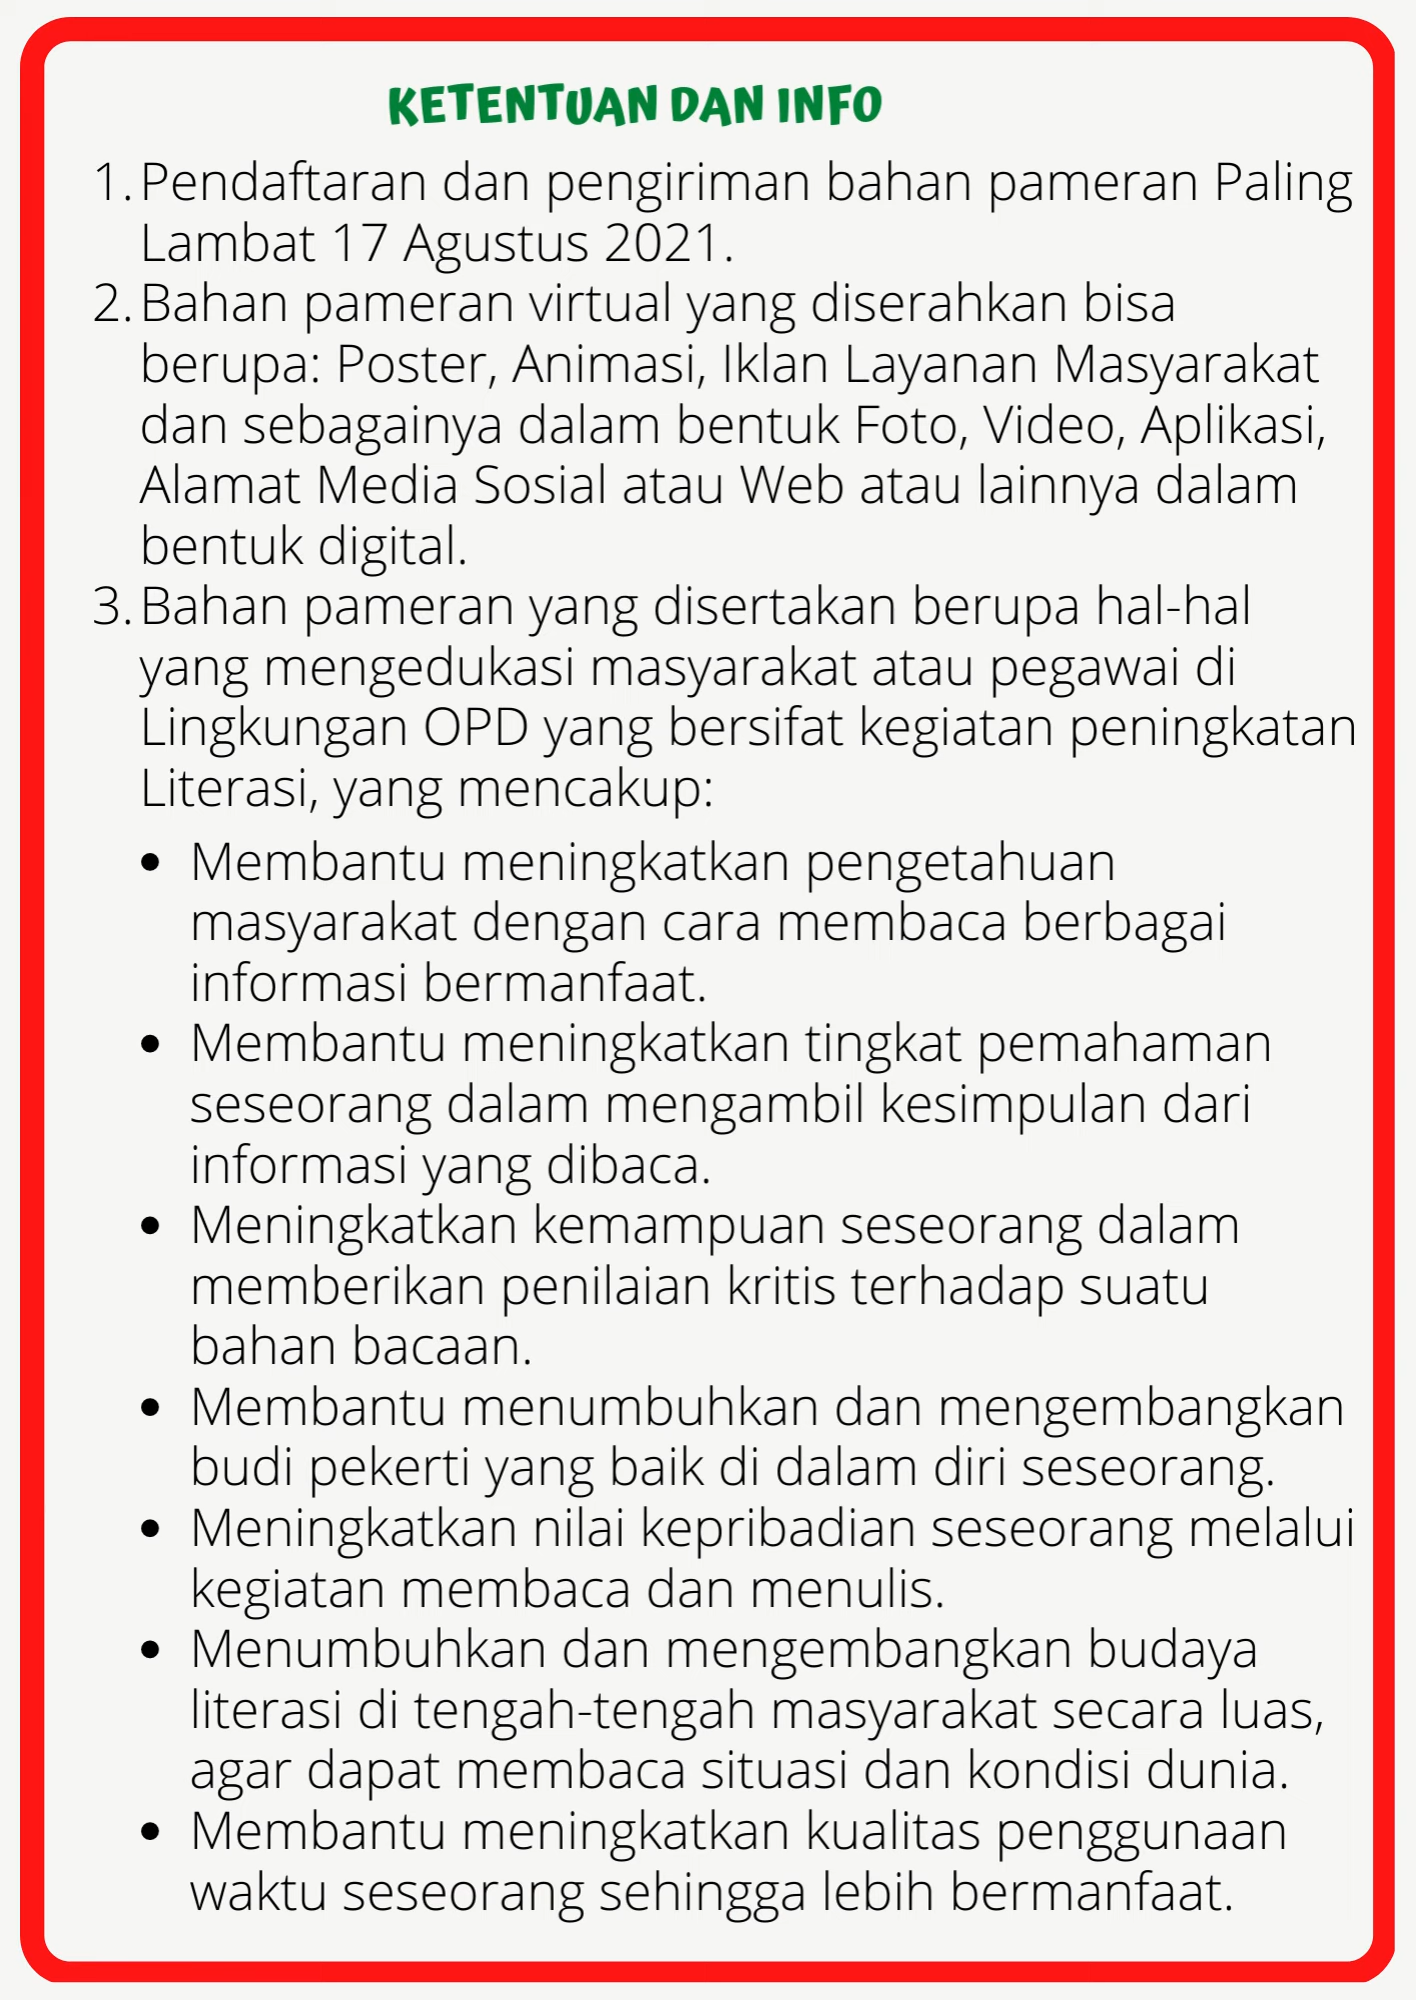 KETENTUAN DAN INFO
1. Pendaftaran dan pengiriman bahan pameran Paling
Lambat 17 Agustus 2021.
2. Bahan pameran virtual yang diserahkan bisa
berupa: Poster, Animasi, Iklan Layanan Masyarakat
dan sebagainya dalam bentuk Foto, Video, Aplikasi,
Alamat Media Sosial atau Web atau lainnya dalam
bentuk digital.
3. Bahan pameran yang disertakan berupa hal-hal
yang mengedukasi masyarakat atau pegawai di
Lingkungan OPD yang bersifat kegiatan peningkatan
Literasi, yang mencakup:
• Membantu meningkatkan pengetahuan
masyarakat dengan cara membaca berbagai
informasi bermanfaat.
• Membantu meningkatkan tingkat pemahaman
seseorang dalam mengambil kesimpulan dari
informasi yang dibaca.
• Meningkatkan kemampuan seseorang dalam
memberikan penilaian kritis terhadap suatu
bahan bacaan.
• Membantu menumbuhkan dan mengembangkan
budi pekerti yang baik di dalam diri seseorang.
• Meningkatkan nilai kepribadian seseorang melalui
kegiatan membaca dan menulis.
• Menumbuhkan dan mengembangkan budaya
literasi di tengah-tengah masyarakat secara luas,
agar dapat membaca situasi dan kondisi dunia.
• Membantu meningkatkan kualitas penggunaan
waktu seseorang sehingga lebih bermanfaat.